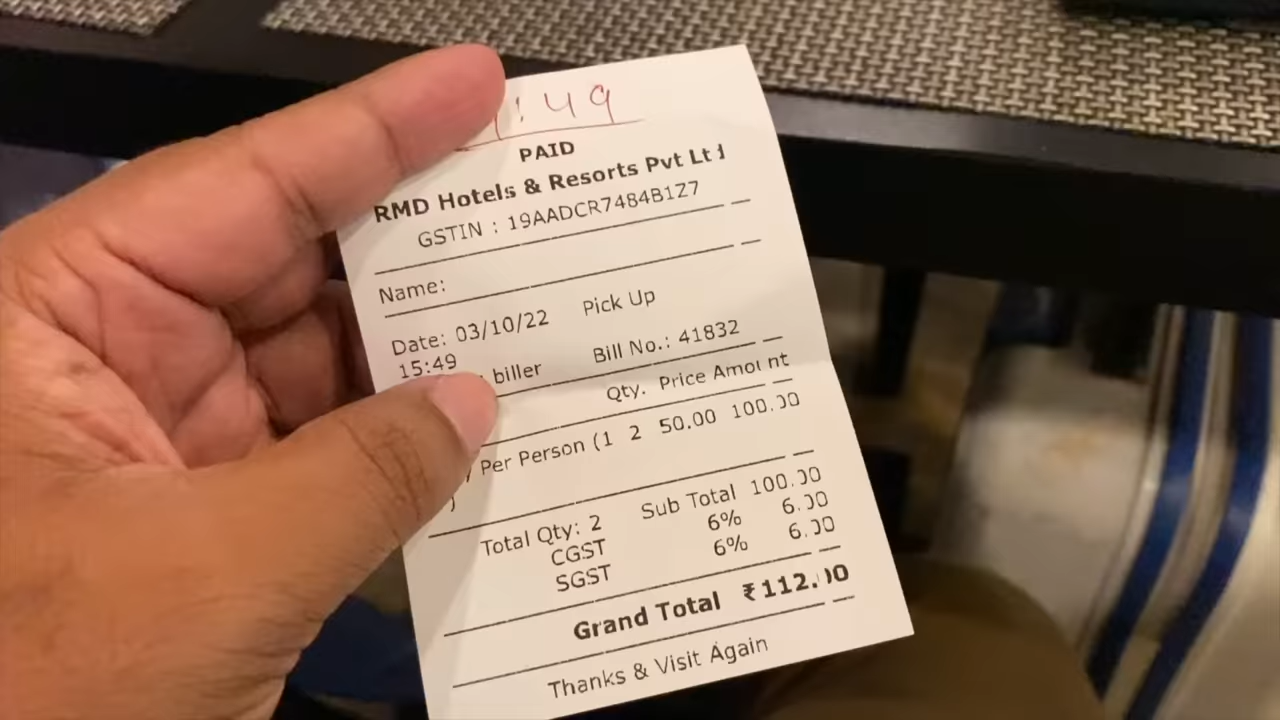 :49
PAID
RMD Hotels & Resorts Pvt Ltd
GSTIN : 19AADCR7484B1Z7
Name:
Date: 03/10/22 Pick Up
15:49
biller Bill No.: 41832
Qty. Price Amount
Per Person (1 2 50.00 100.00
)
Sub Total 100.00
Total Qty: 2
CGST 6% 6.00
SGST 6% 6.00
Grand Total ₹112.00
Thanks & Visit Again